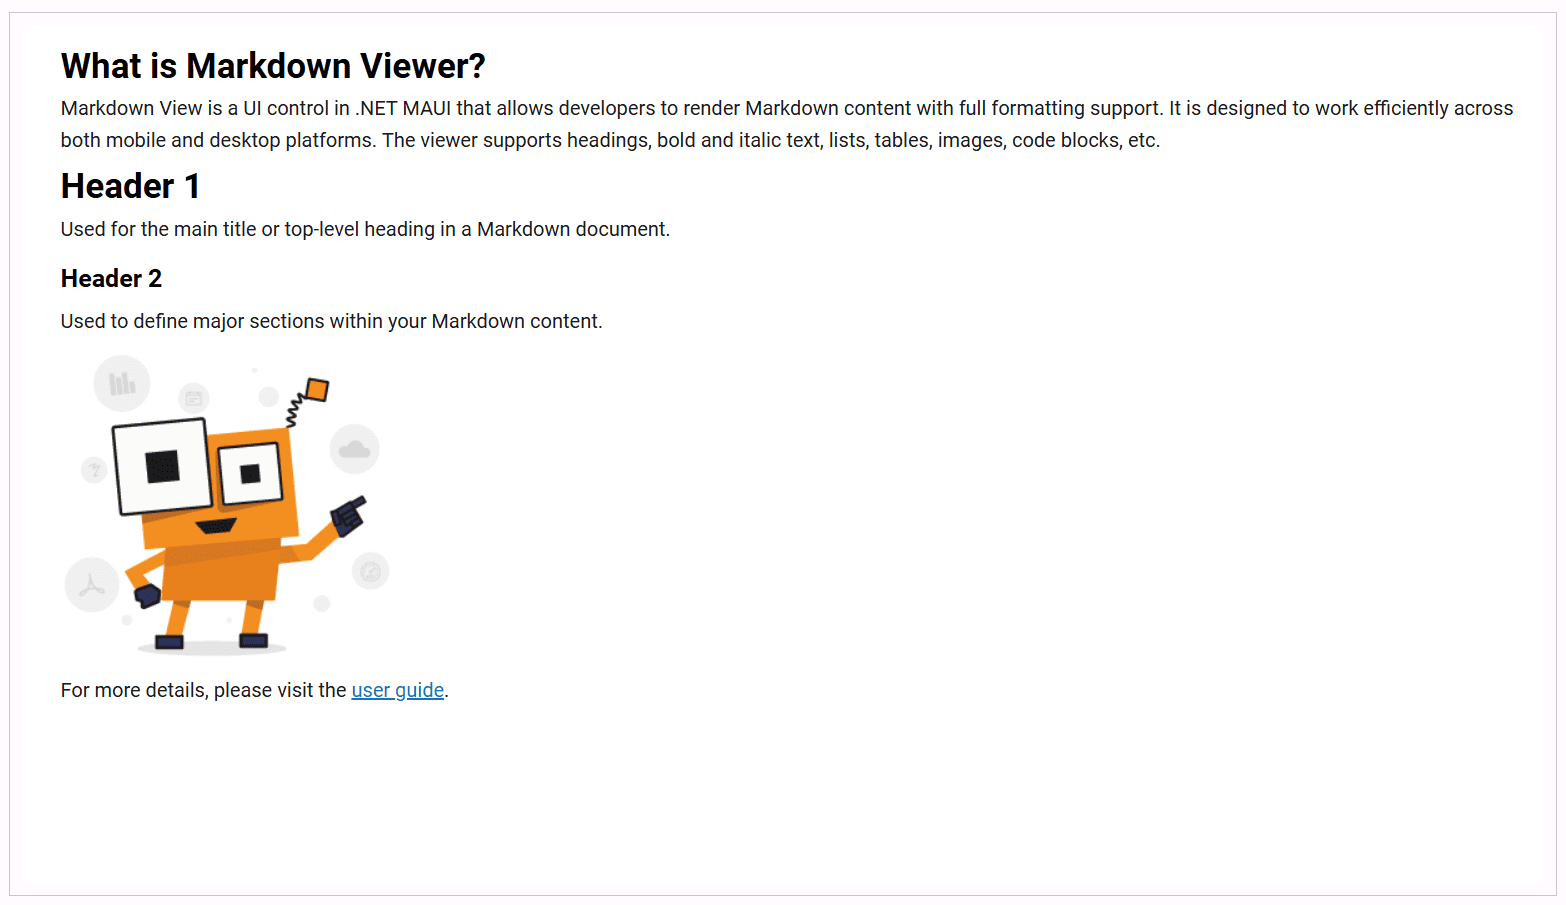 What is Markdown Viewer?
Markdown View is a UI control in .NET MAUI that allows developers to render Markdown content with full formatting support. It is designed to work efficiently across
both mobile and desktop platforms. The viewer supports headings, bold and italic text, lists, tables, images, code blocks, etc.
Header 1
Used for the main title or top-level heading in a Markdown document.
Header 2
Used to define major sections within your Markdown content.
For more details, please visit the user guide.